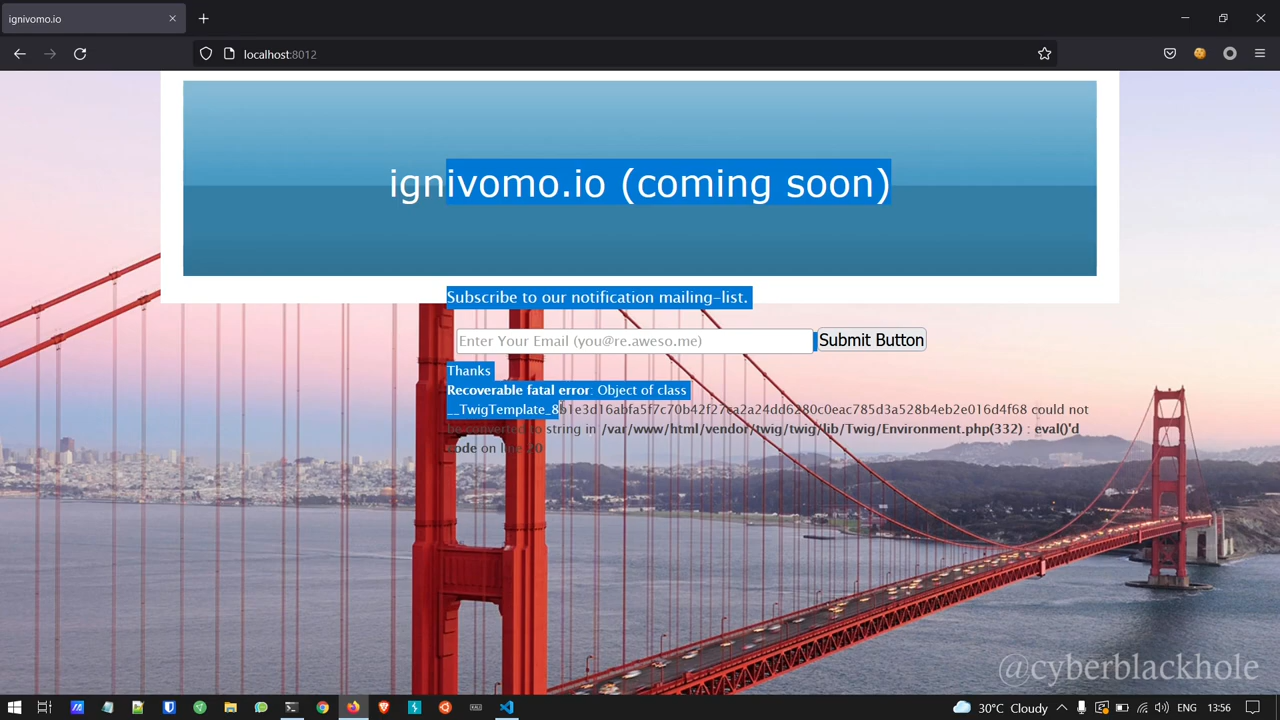 ignivomo.io
localhost:8012
ignivomo.io (coming soon)
Subscribe to our notification mailing-list.
Enter Your Email (you@re.aweso.me) Submit Button
Thanks
Recoverable fatal error: Object of class
__TwigTemplate_8b1e3d16abfa5f7c70b42f27ca2a24dd6280c0eac785d3a528b4eb2e016d4f68 could not
be converted to string in /var/www/html/vendor/twig/twig/lib/Twig/Environment.php(332) : eval()'d
code on line
@cyberblackhole
30°C Cloudy ENG 13:56